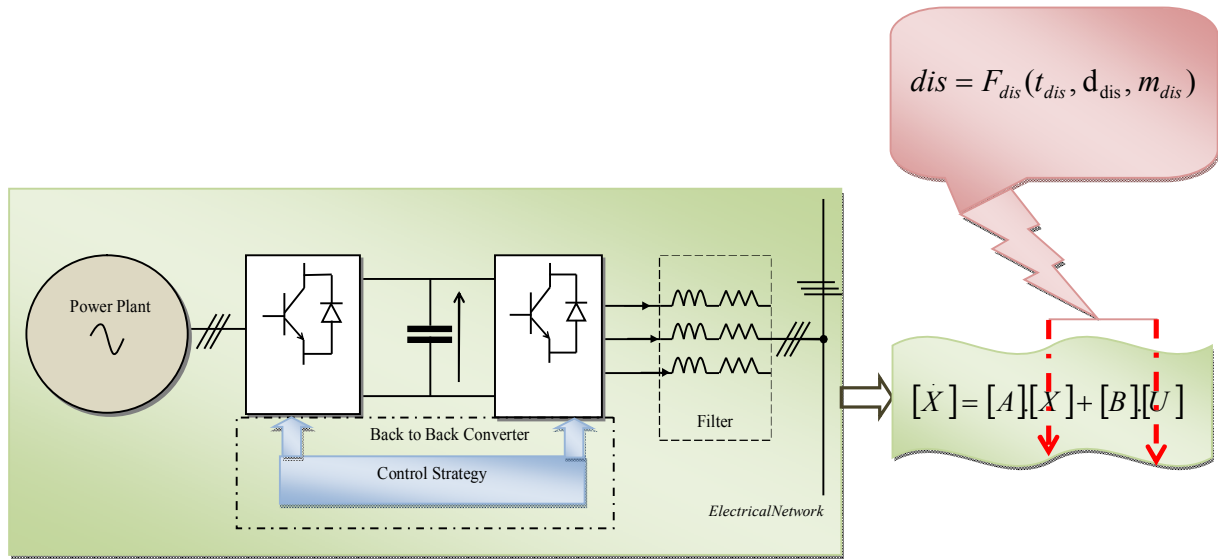 dis = F_dis(t_dis, d_dis, m_dis)
Power Plant
Back to Back Converter
Control Strategy
Filter
ElectricalNetwork
[Ẋ] = [A].[X] + [B].[U]